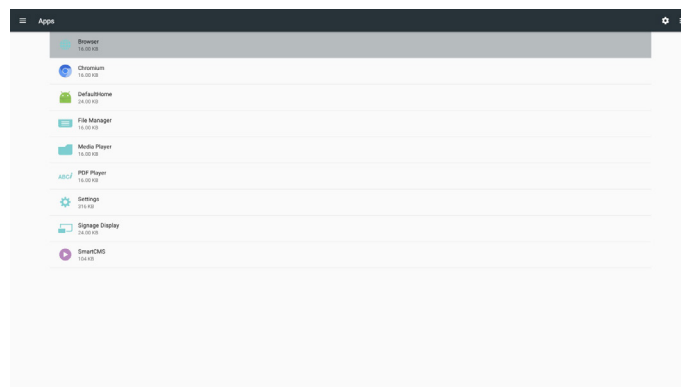 Apps
Browser
16.00 KB
Chromium
16.00 KB
DefaultHome
24.00 KB
File Manager
16.00 KB
Media Player
16.00 KB
ABC
PDF Player
16.00 KB
Settings
316 KB
Signage Display
24.00 KB
SmartCMS
104 KB